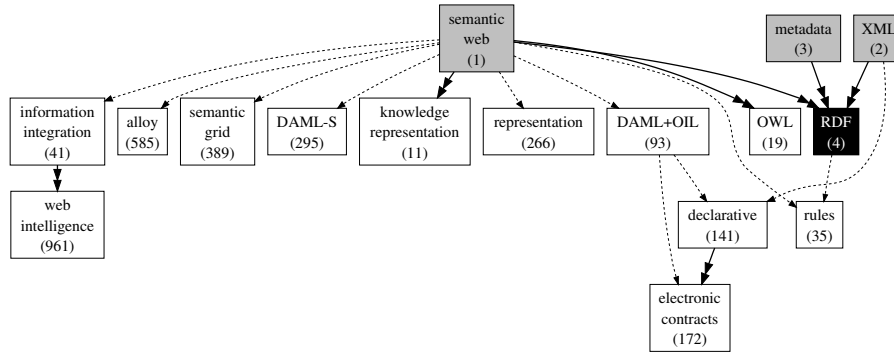 semantic
web
(1)
metadata
(3)
XML
(2)
information
integration
(41)
alloy
(585)
semantic
grid
(389)
DAML-S
(295)
knowledge
representation
(11)
representation
(266)
DAML+OIL
(93)
OWL
(19)
RDF
(4)
web
intelligence
(961)
declarative
(141)
rules
(35)
electronic
contracts
(172)